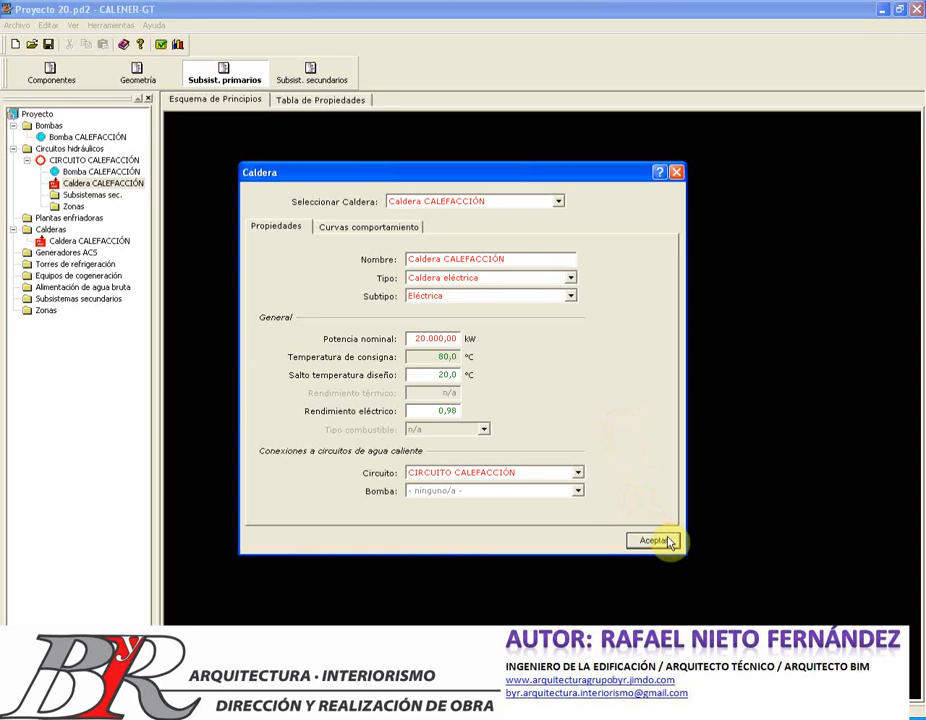 Proyecto 20.pd2 - CALENER-GT
Archivo Editar Ver Herramientas Ayuda
Componentes Geometría Subsist. primarios Subsist. secundarios
Esquema de Principios Tabla de Propiedades
Proyecto
Bombas
Bomba CALEFACCIÓN
Circuitos hidráulicos
CIRCUITO CALEFACCIÓN
Bomba CALEFACCIÓN
Caldera CALEFACCIÓN
Subsistemas sec.
Zonas
Plantas enfriadoras
Calderas
Caldera CALEFACCIÓN
Generadores ACS
Torres de refrigeración
Equipos de cogeneración
Alimentación de agua bruta
Subsistemas secundarios
Zonas
Caldera
Seleccionar Caldera: Caldera CALEFACCIÓN
Propiedades Curvas comportamiento
Nombre: Caldera CALEFACCIÓN
Tipo: Caldera eléctrica
Subtipo: Eléctrica
General
Potencia nominal: 20.000,00 kW
Temperatura de consigna: 80,0 ºC
Salto temperatura diseño: 20,0 ºC
Rendimiento térmico: n/a
Rendimiento eléctrico: 0,98
Tipo combustible: n/a
Conexiones a circuitos de agua caliente
Circuito: CIRCUITO CALEFACCIÓN
Bomba: - ninguno/a -
Aceptar
ByR
ARQUITECTURA · INTERIORISMO
DIRECCIÓN Y REALIZACIÓN DE OBRA
AUTOR: RAFAEL NIETO FERNÁNDEZ
INGENIERO DE LA EDIFICACIÓN / ARQUITECTO TÉCNICO / ARQUITECTO BIM
www.arquitecturagrupobyr.jimdo.com
byr.arquitectura.interiorismo@gmail.com